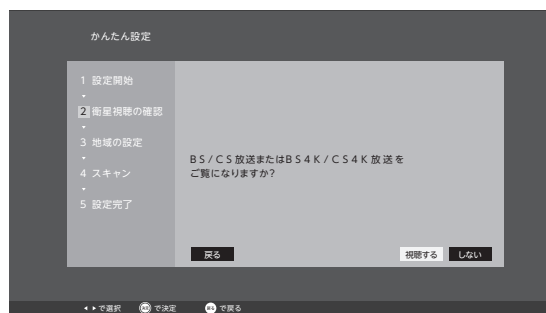 かんたん設定
1 設定開始
2 衛星視聴の確認
3 地域の設定
4 スキャン
5 設定完了
BS/CS放送またはBS4K/CS4K放送を
ご覧になりますか?
戻る 視聴する しない
で選択 で決定 戻る で戻る